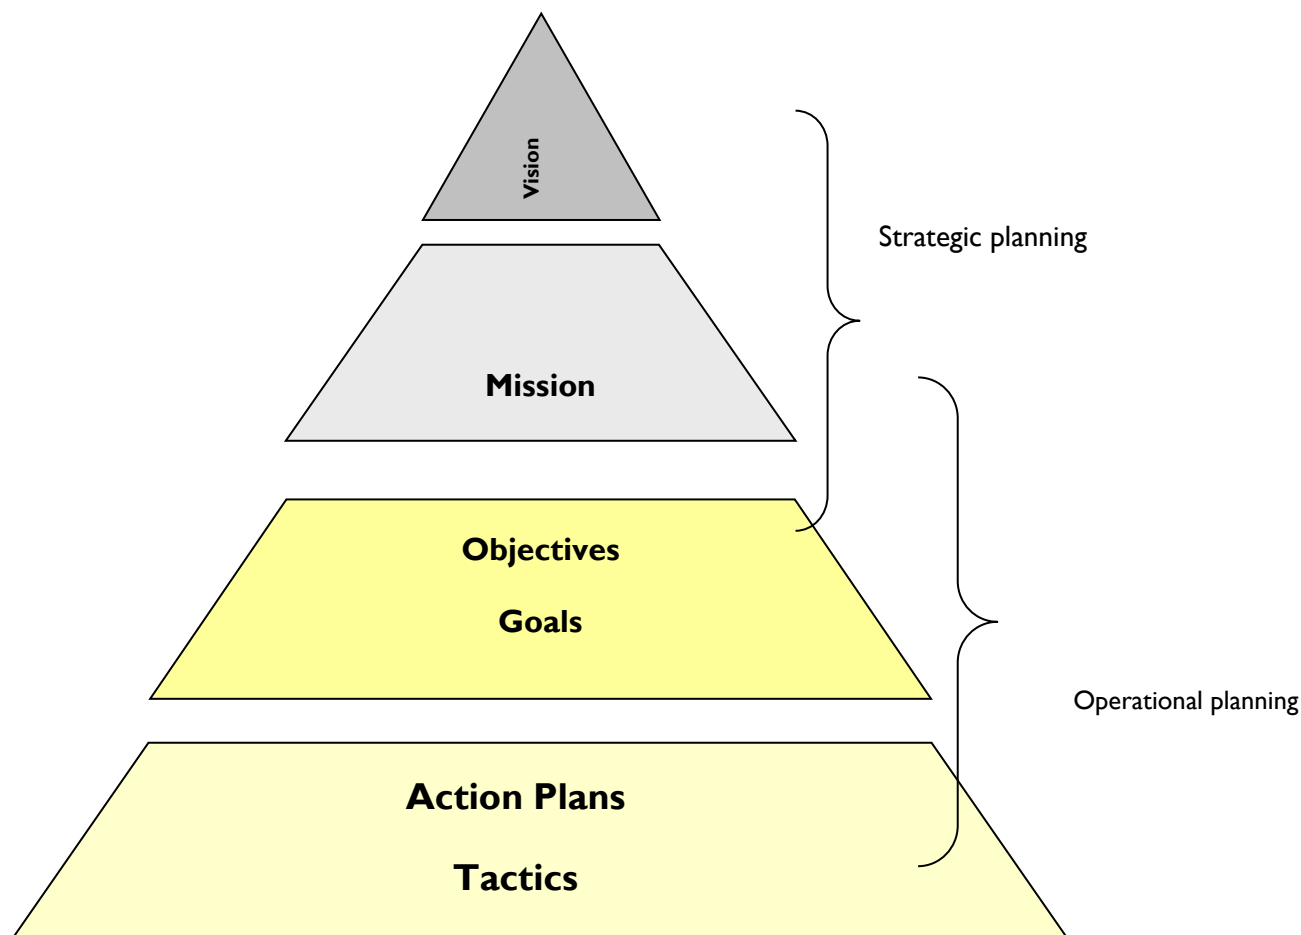 Vision
Strategic planning
Mission
Objectives
Goals
Operational planning
Action Plans
Tactics